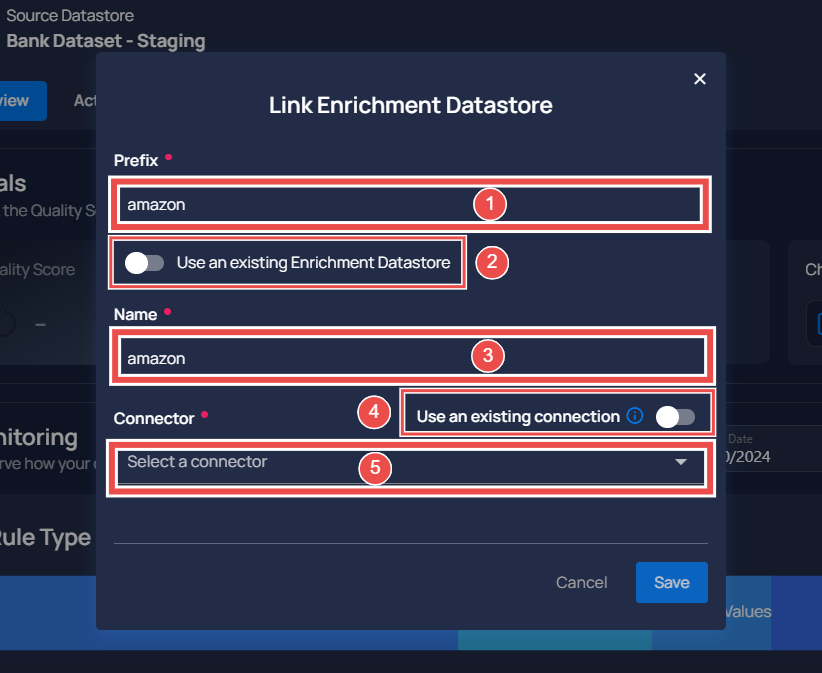 Source Datastore
Bank Dataset - Staging
Link Enrichment Datastore
Prefix
als
the Quality S
amazon 1
Use an existing Enrichment Datastore 2
ality Score
Ch
–
Name
amazon 3
Connector 4 Use an existing connection
nitoring
Date
rve how your
Select a connector 5
0/2024
Rule Type
Cancel Save
Values